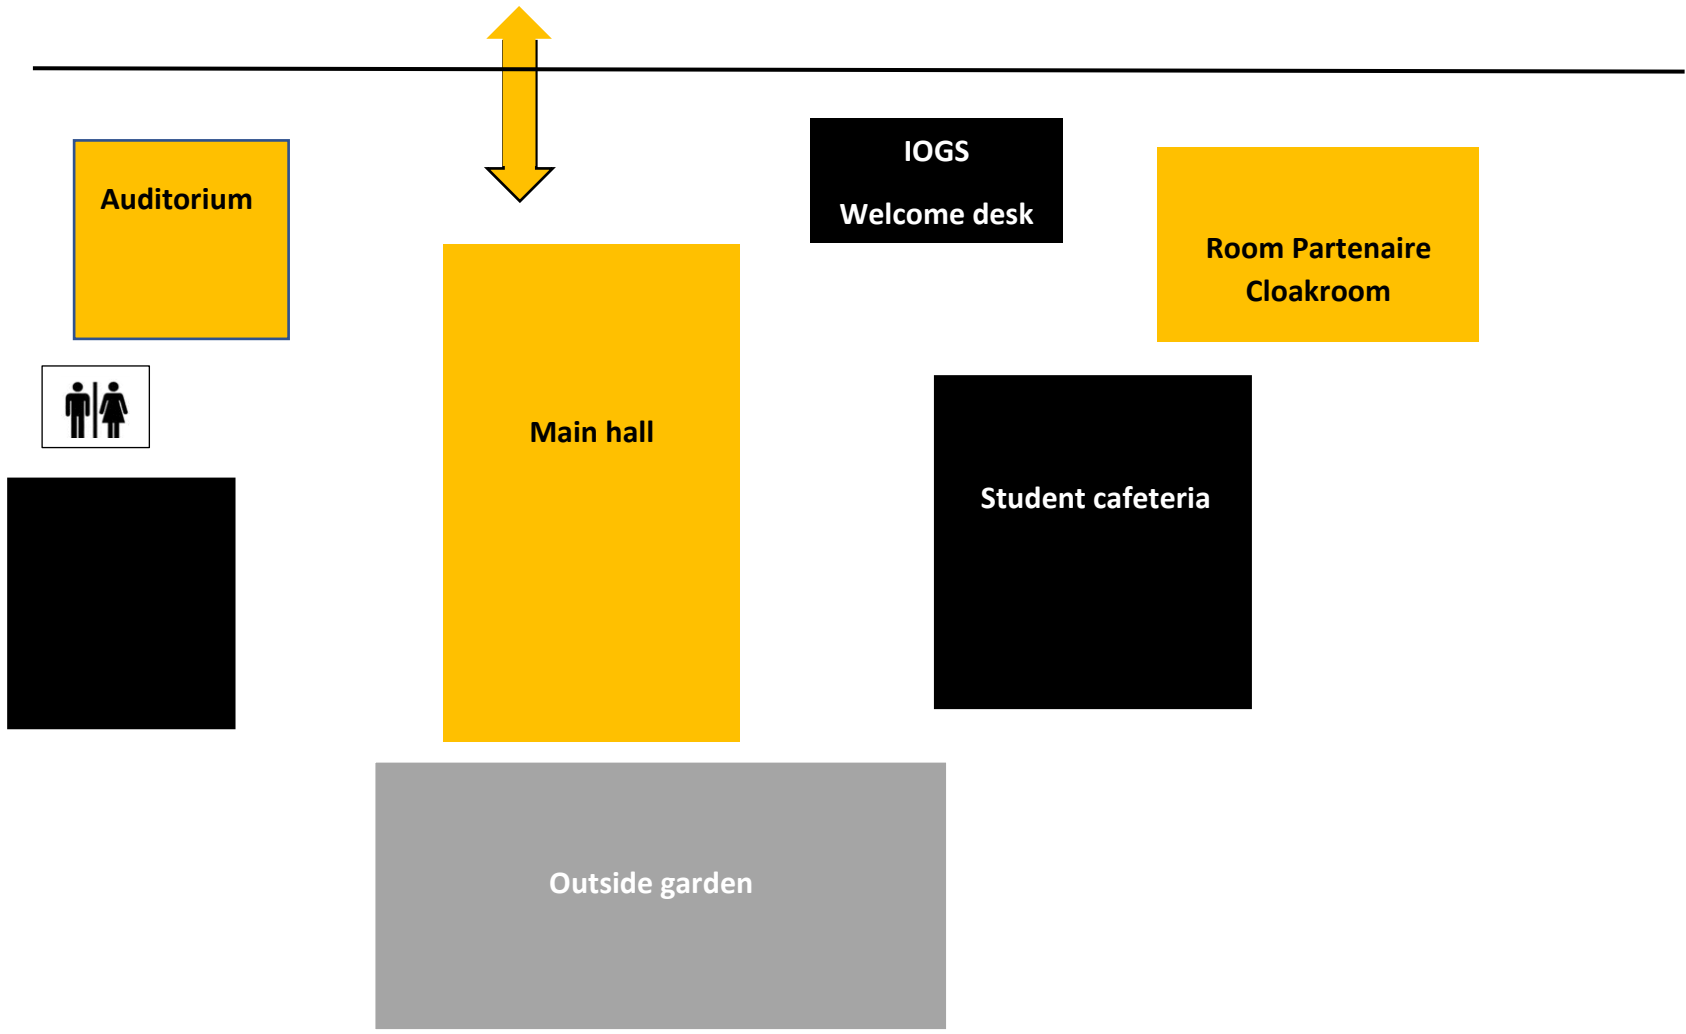 Auditorium
IOGS
Welcome desk
Room Partenaire
Cloakroom
Main hall
Student cafeteria
Outside garden